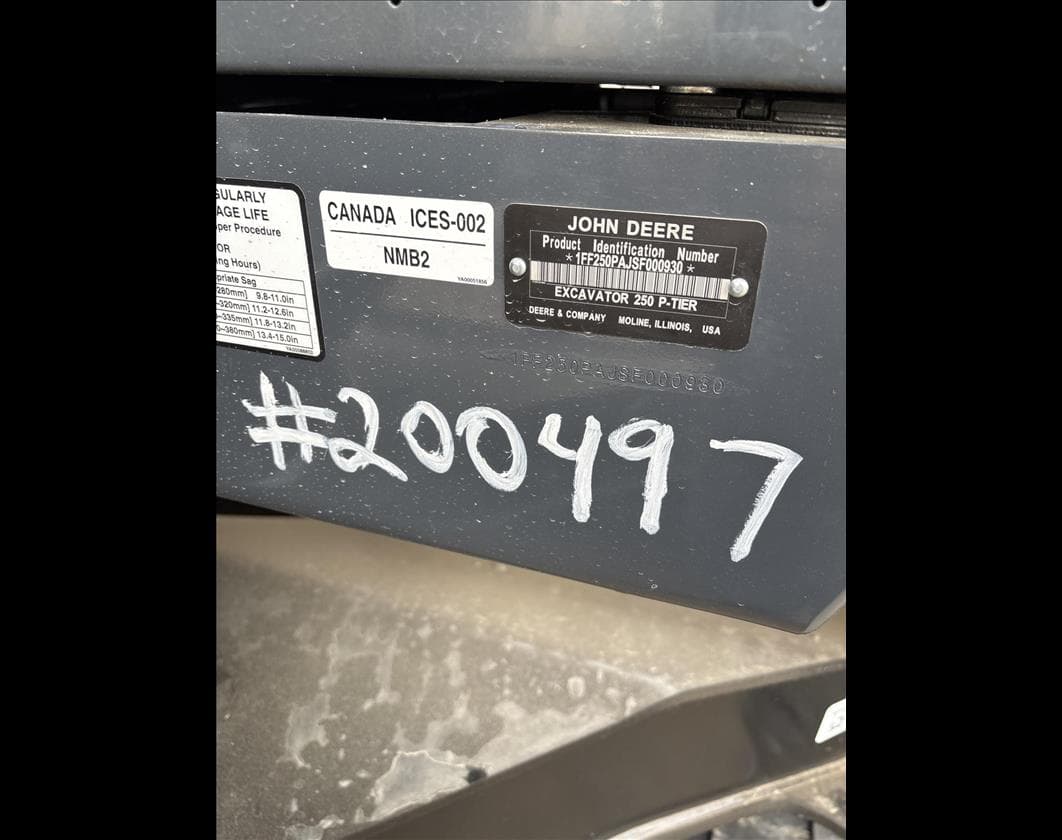 GULARLY
AGE LIFE
per Procedure
OR
ng Hours)
priate Sag
280mm] 9.8-11.0in
~320mm] 11.2-12.6in
~335mm] 11.8-13.2in
0~380mm] 13.4-15.0in
CANADA ICES-002
NMB2
YA00051856
JOHN DEERE
Product Identification Number
*1FF250PAJSF000930*
EXCAVATOR 250 P-TIER
DEERE & COMPANY MOLINE, ILLINOIS, USA
1FF250PAJSF000930
#200497